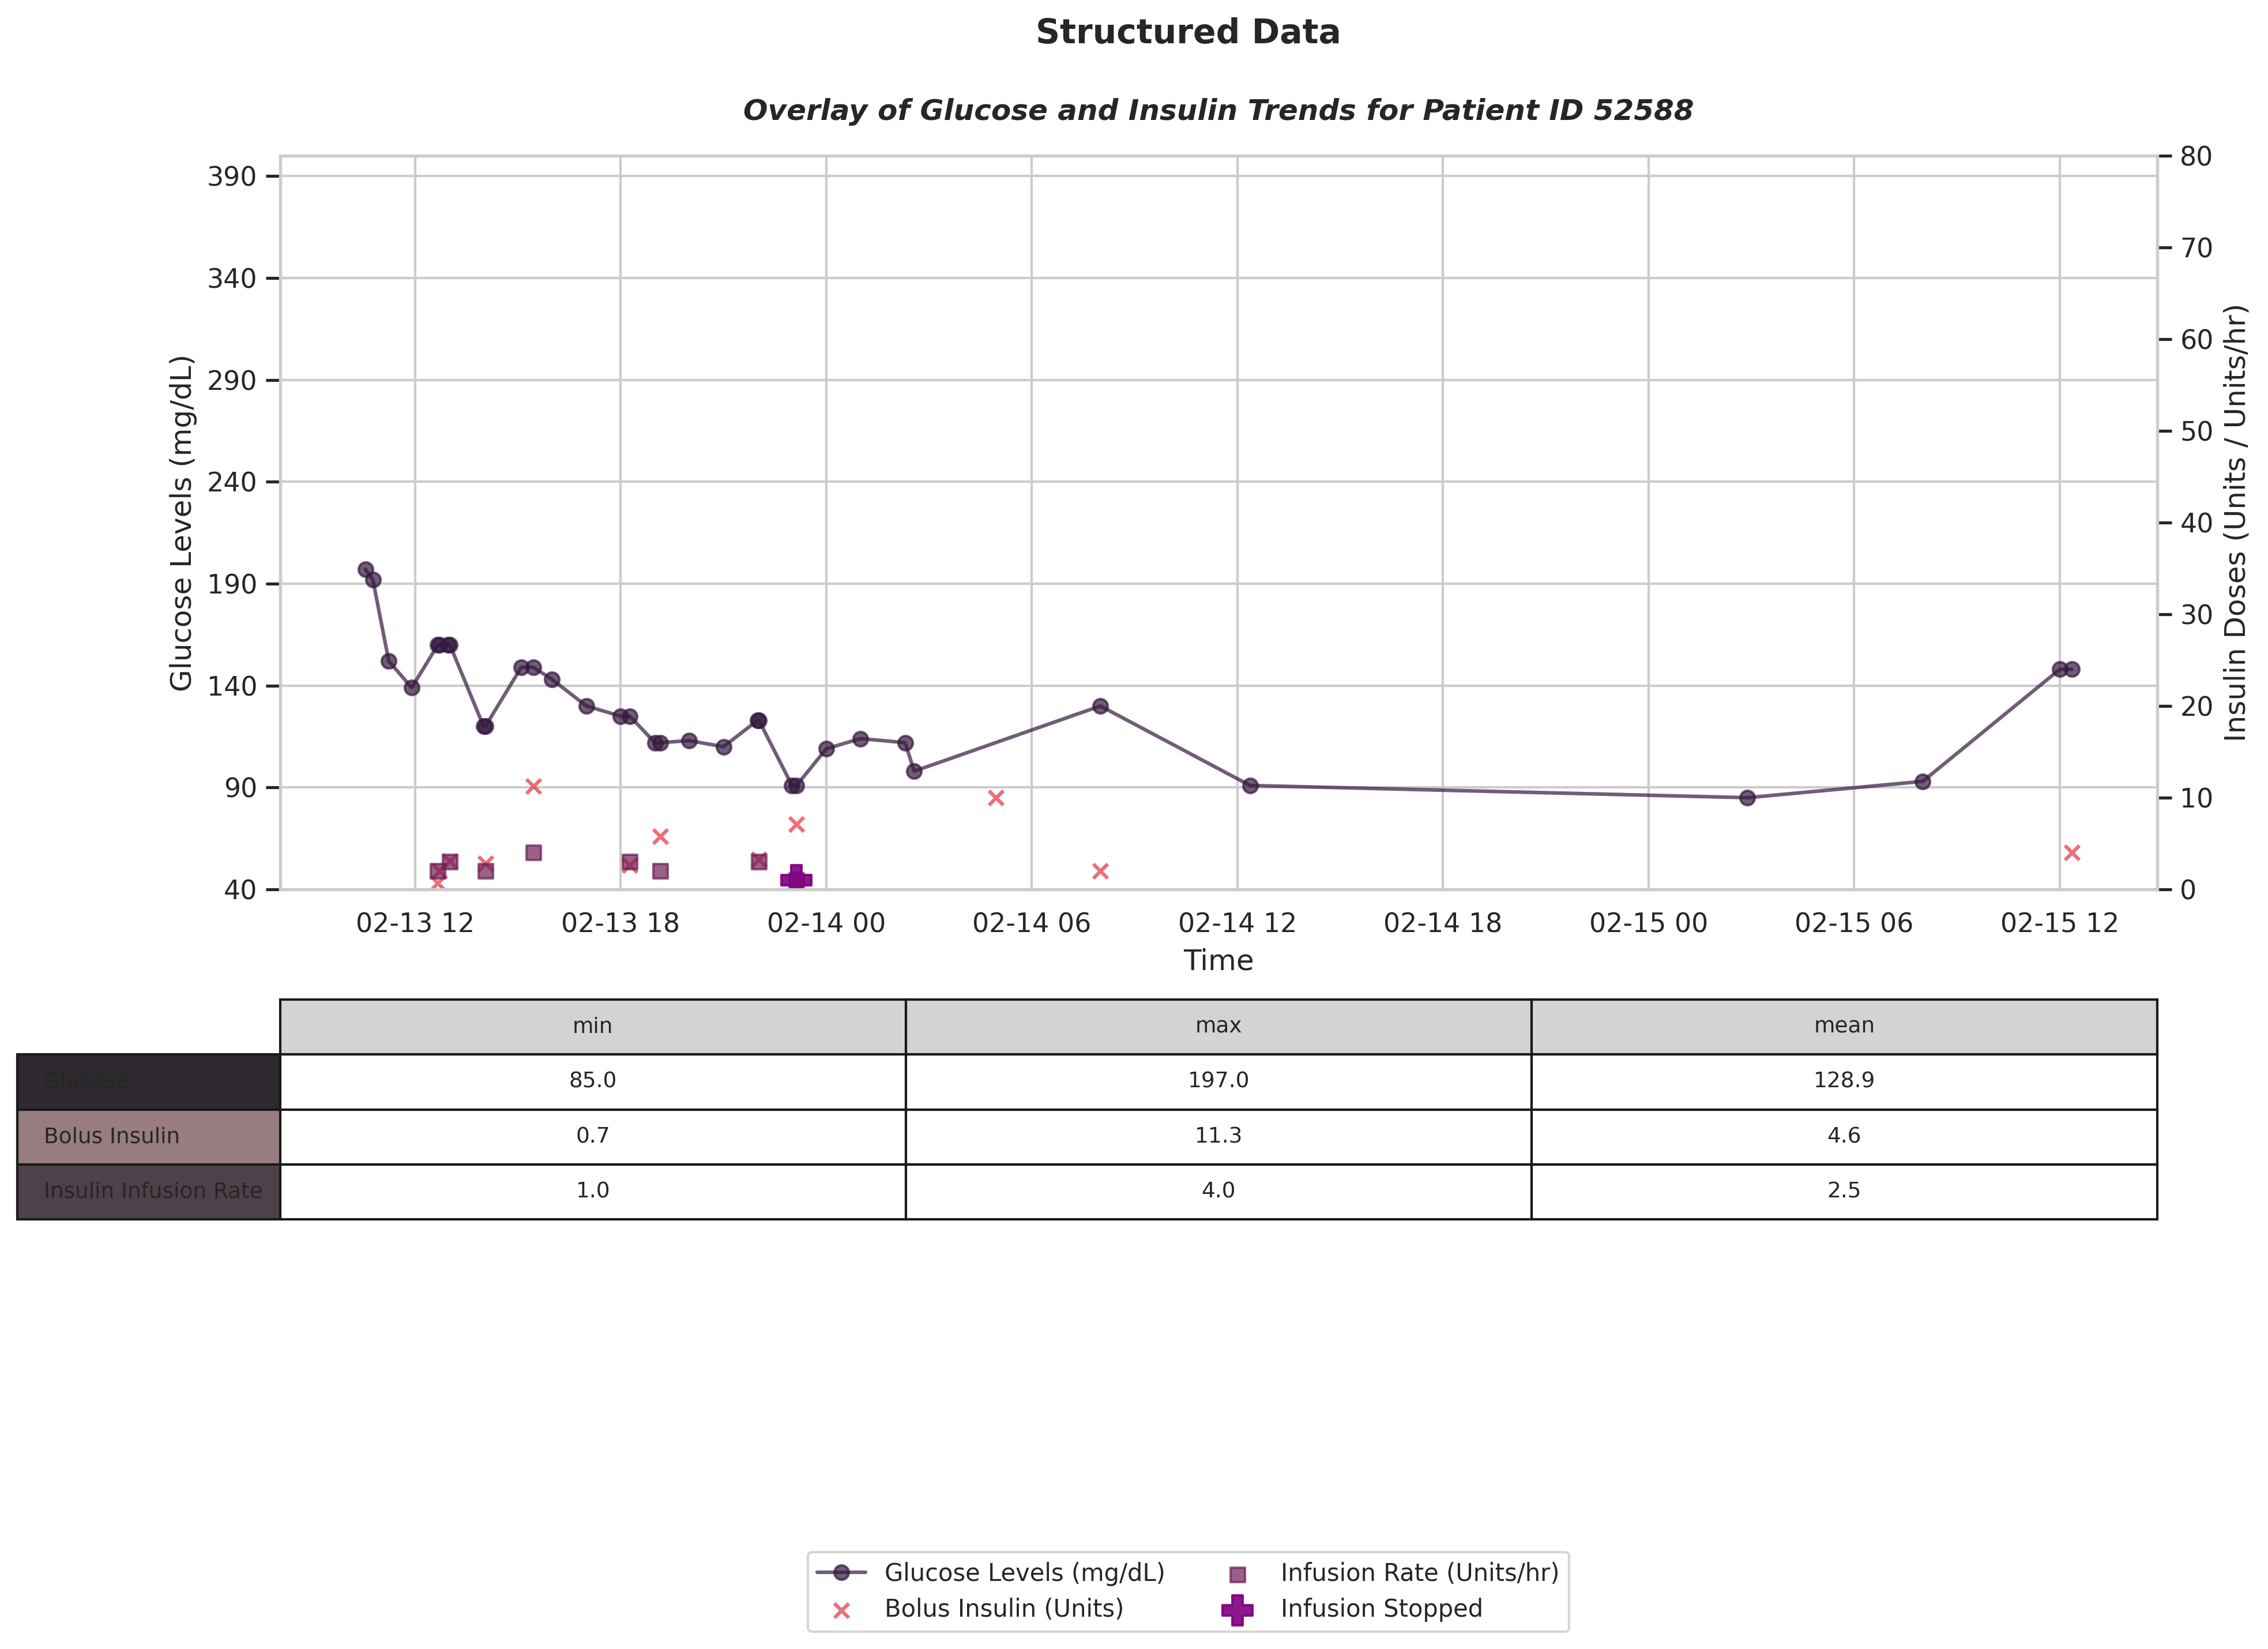 Structured Data
Overlay of Glucose and Insulin Trends for Patient ID 52588
390
340
290
240
190
140
90
40
Glucose Levels (mg/dL)
80
70
60
50
40
30
20
10
0
Insulin Doses (Units / Units/hr)
02-13 12 02-13 18 02-14 00 02-14 06 02-14 12 02-14 18 02-15 00 02-15 06 02-15 12
Time
min max mean
Glucose 85.0 197.0 128.9
Bolus Insulin 0.7 11.3 4.6
Insulin Infusion Rate 1.0 4.0 2.5
Glucose Levels (mg/dL)
Bolus Insulin (Units)
Infusion Rate (Units/hr)
Infusion Stopped